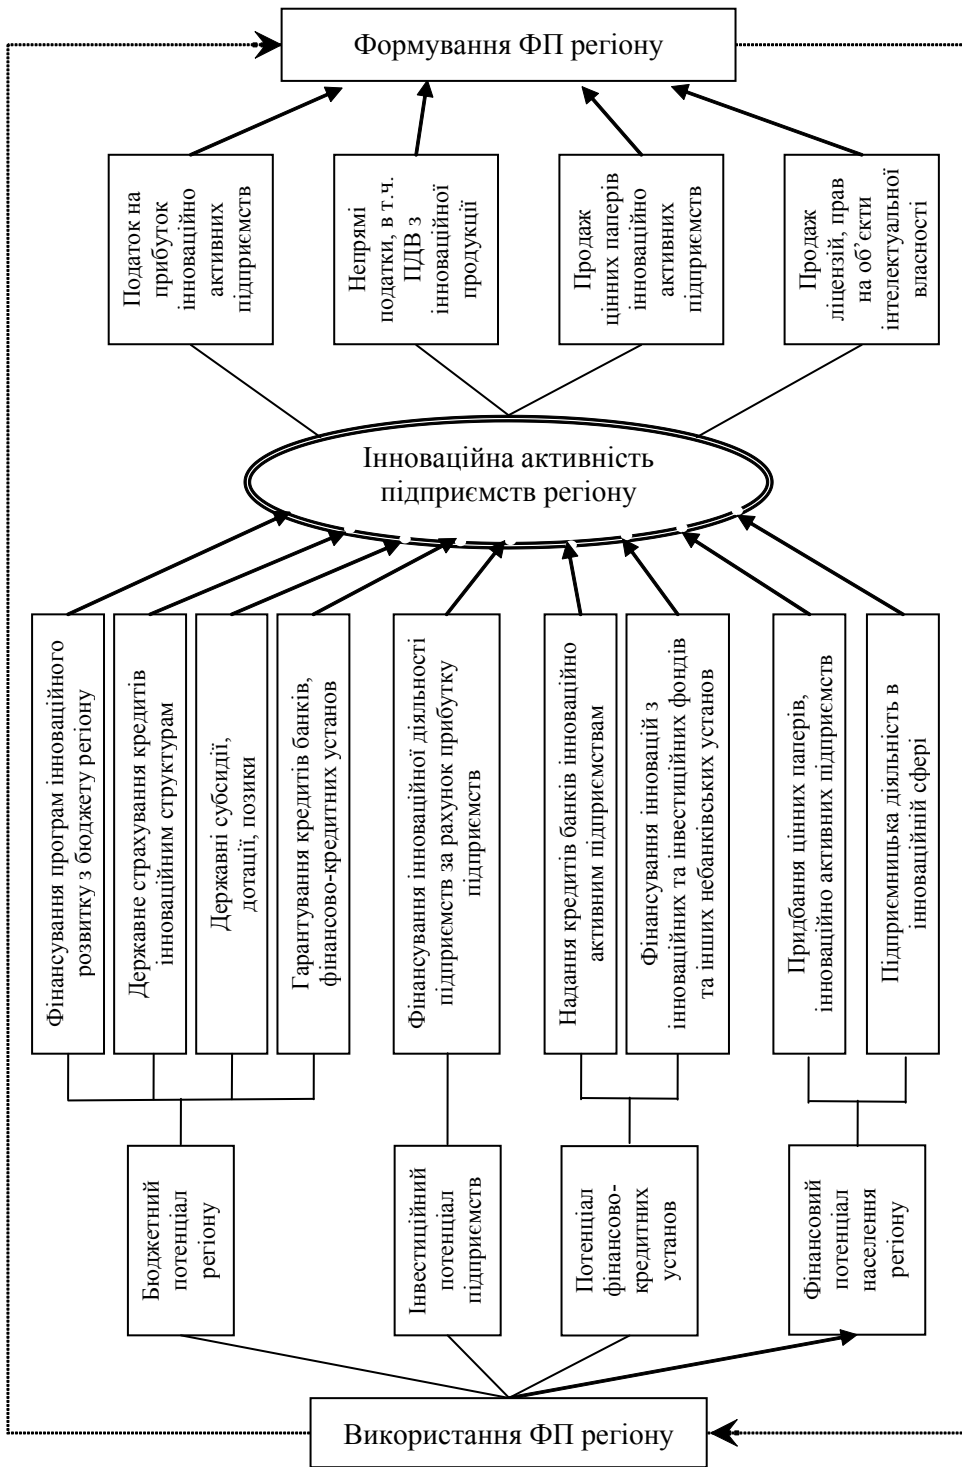 Формування ФП регіону
Податок на
прибуток
інноваційно
активних
підприємств
Непрямі
податки, в т.ч.
ПДВ з
інноваційної
продукції
Продаж
цінних паперів
інноваційно
активних
підприємств
Продаж
ліцензій, прав
на об’єкти
інтелектуальної
власності
Інноваційна активність
підприємств регіону
Фінансування програм інноваційного
розвитку з бюджету регіону
Державне страхування кредитів
інноваційним структурам
Державні субсидії,
дотації, позики
Гарантування кредитів банків,
фінансово-кредитних установ
Фінансування інноваційної діяльності
підприємств за рахунок прибутку
підприємств
Надання кредитів банків інноваційно
активним підприємствам
Фінансування інновацій з
інноваційних та інвестиційних фондів
та інших небанківських установ
Придбання цінних паперів,
інноваційно активних підприємств
Підприємницька діяльність в
інноваційній сфері
Бюджетний
потенціал
регіону
Інвестиційний
потенціал
підприємств
Потенціал
фінансово-
кредитних
установ
Фінансовий
потенціал
населення
регіону
Використання ФП регіону